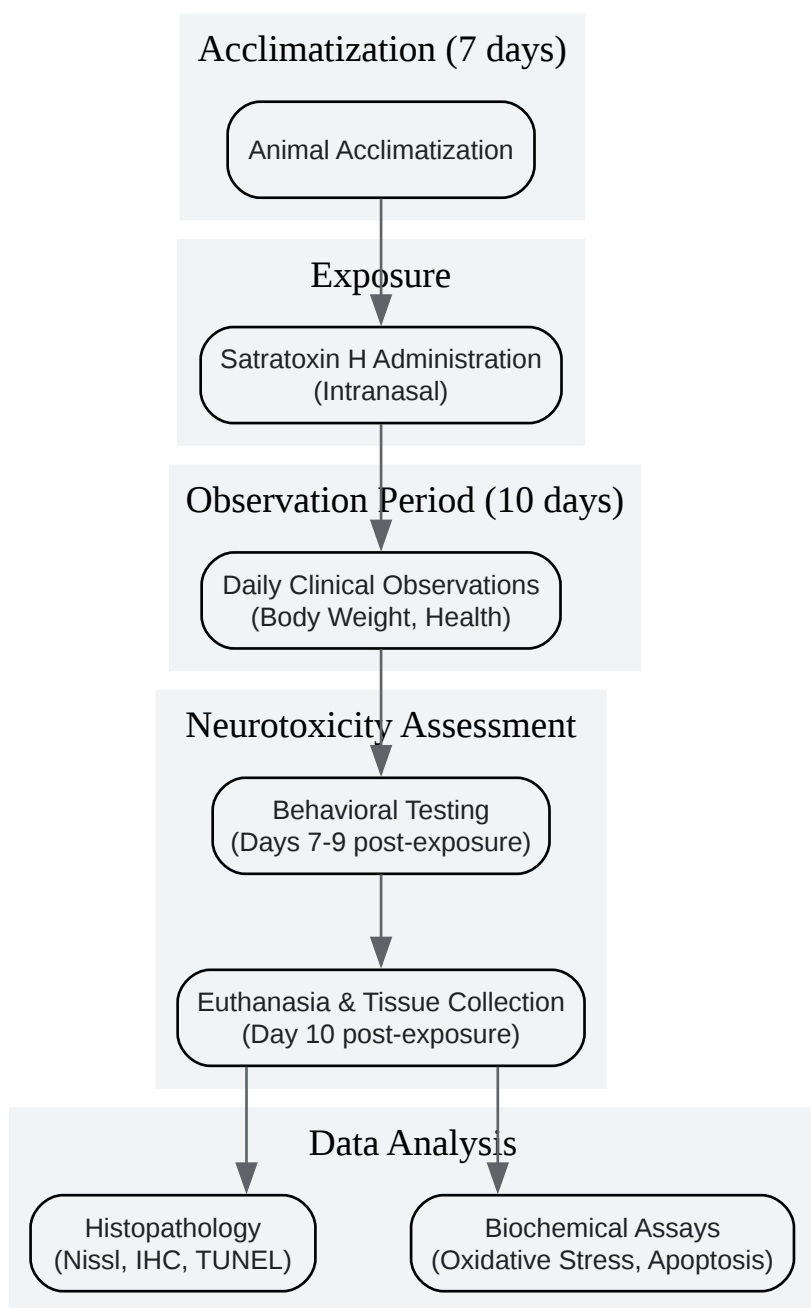 Acclimatization (7 days)
Animal Acclimatization
Exposure
Satratoxin H Administration
(Intranasal)
Observation Period (10 days)
Daily Clinical Observations
(Body Weight, Health)
Neurotoxicity Assessment
Behavioral Testing
(Days 7-9 post-exposure)
Euthanasia & Tissue Collection
(Day 10 post-exposure)
Data Analysis
Histopathology
(Nissl, IHC, TUNEL)
Biochemical Assays
(Oxidative Stress, Apoptosis)